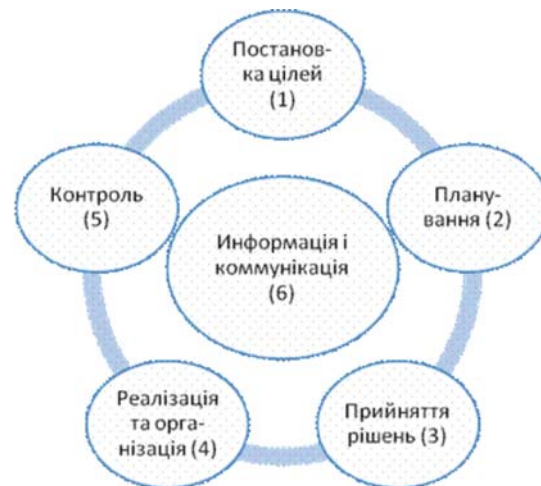 Постанов-
ка цілей
(1)
Плану-
вання (2)
Прийняття
рішень (3)
Реалізація
та орга-
нізація (4)
Контроль
(5)
Информація і
коммунікація
(6)